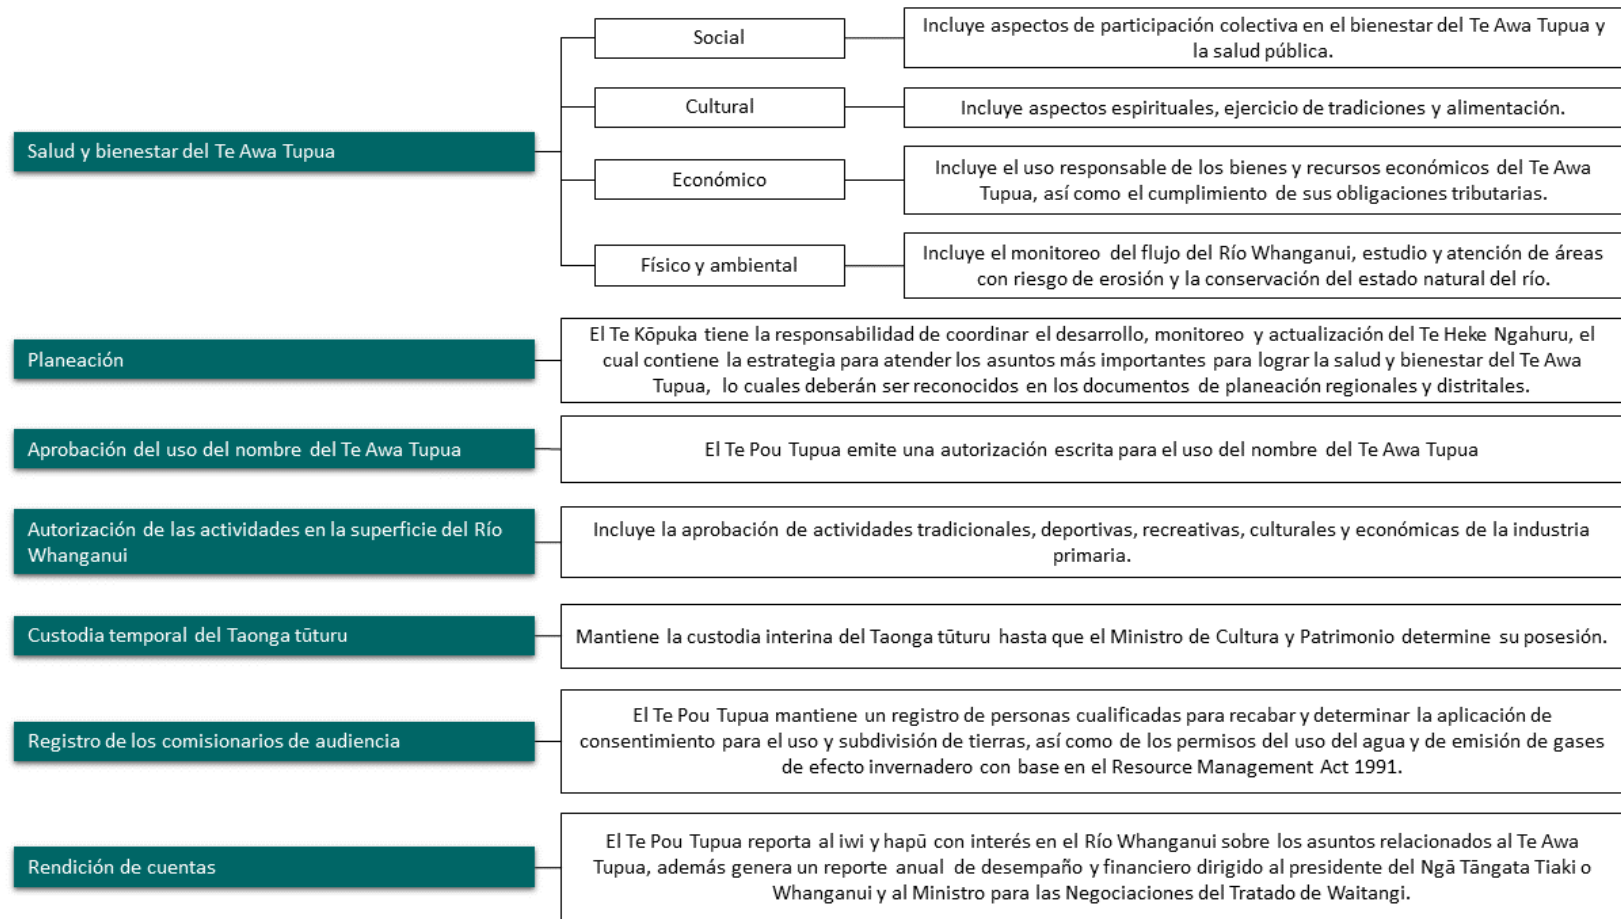 Salud y bienestar del Te Awa Tupua
Social
Incluye aspectos de participación colectiva en el bienestar del Te Awa Tupua y
la salud pública.
Cultural
Incluye aspectos espirituales, ejercicio de tradiciones y alimentación.
Económico
Incluye el uso responsable de los bienes y recursos económicos del Te Awa
Tupua, así como el cumplimiento de sus obligaciones tributarias.
Físico y ambiental
Incluye el monitoreo del flujo del Río Whanganui, estudio y atención de áreas
con riesgo de erosión y la conservación del estado natural del río.
Planeación
El Te Kōpuka tiene la responsabilidad de coordinar el desarrollo, monitoreo y actualización del Te Heke Ngahuru, el
cual contiene la estrategia para atender los asuntos más importantes para lograr la salud y bienestar del Te Awa
Tupua, lo cuales deberán ser reconocidos en los documentos de planeación regionales y distritales.
Aprobación del uso del nombre del Te Awa Tupua
El Te Pou Tupua emite una autorización escrita para el uso del nombre del Te Awa Tupua
Autorización de las actividades en la superficie del Río
Whanganui
Incluye la aprobación de actividades tradicionales, deportivas, recreativas, culturales y económicas de la industria
primaria.
Custodia temporal del Taonga tūturu
Mantiene la custodia interina del Taonga tūturu hasta que el Ministro de Cultura y Patrimonio determine su posesión.
Registro de los comisionarios de audiencia
El Te Pou Tupua mantiene un registro de personas cualificadas para recabar y determinar la aplicación de
consentimiento para el uso y subdivisión de tierras, así como de los permisos del uso del agua y de emisión de gases
de efecto invernadero con base en el Resource Management Act 1991.
Rendición de cuentas
El Te Pou Tupua reporta al iwi y hapū con interés en el Río Whanganui sobre los asuntos relacionados al Te Awa
Tupua, además genera un reporte anual de desempaño y financiero dirigido al presidente del Ngā Tāngata Tiaki o
Whanganui y al Ministro para las Negociaciones del Tratado de Waitangi.